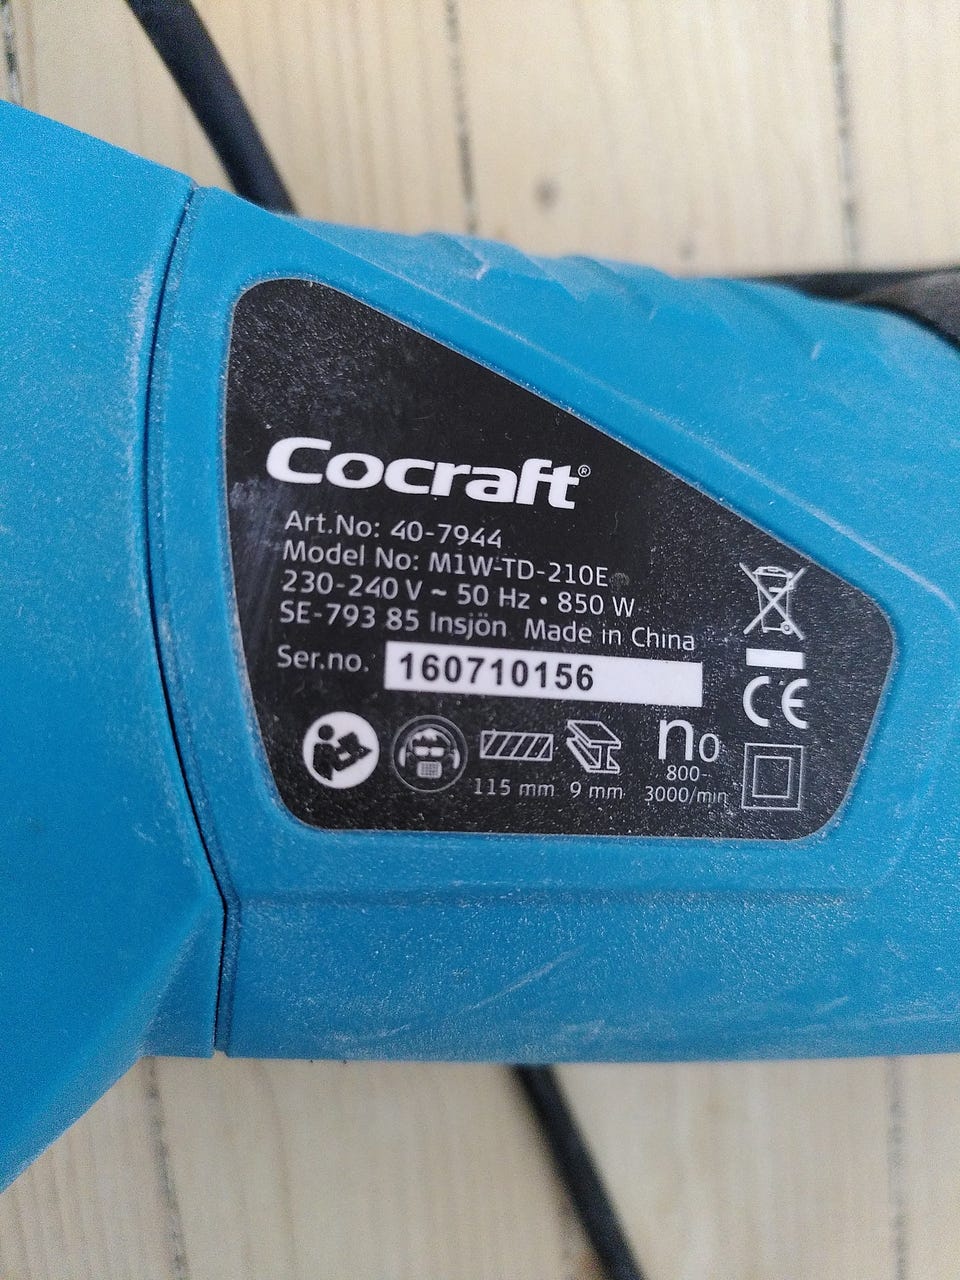 Cocraft®
Art.No: 40-7944
Model No: M1W-TD-210E
230-240 V ~ 50 Hz • 850 W
SE-793 85 Insjön Made in China
Ser.no. 160710156
CE
115 mm 9 mm
n0
800-
3000/min